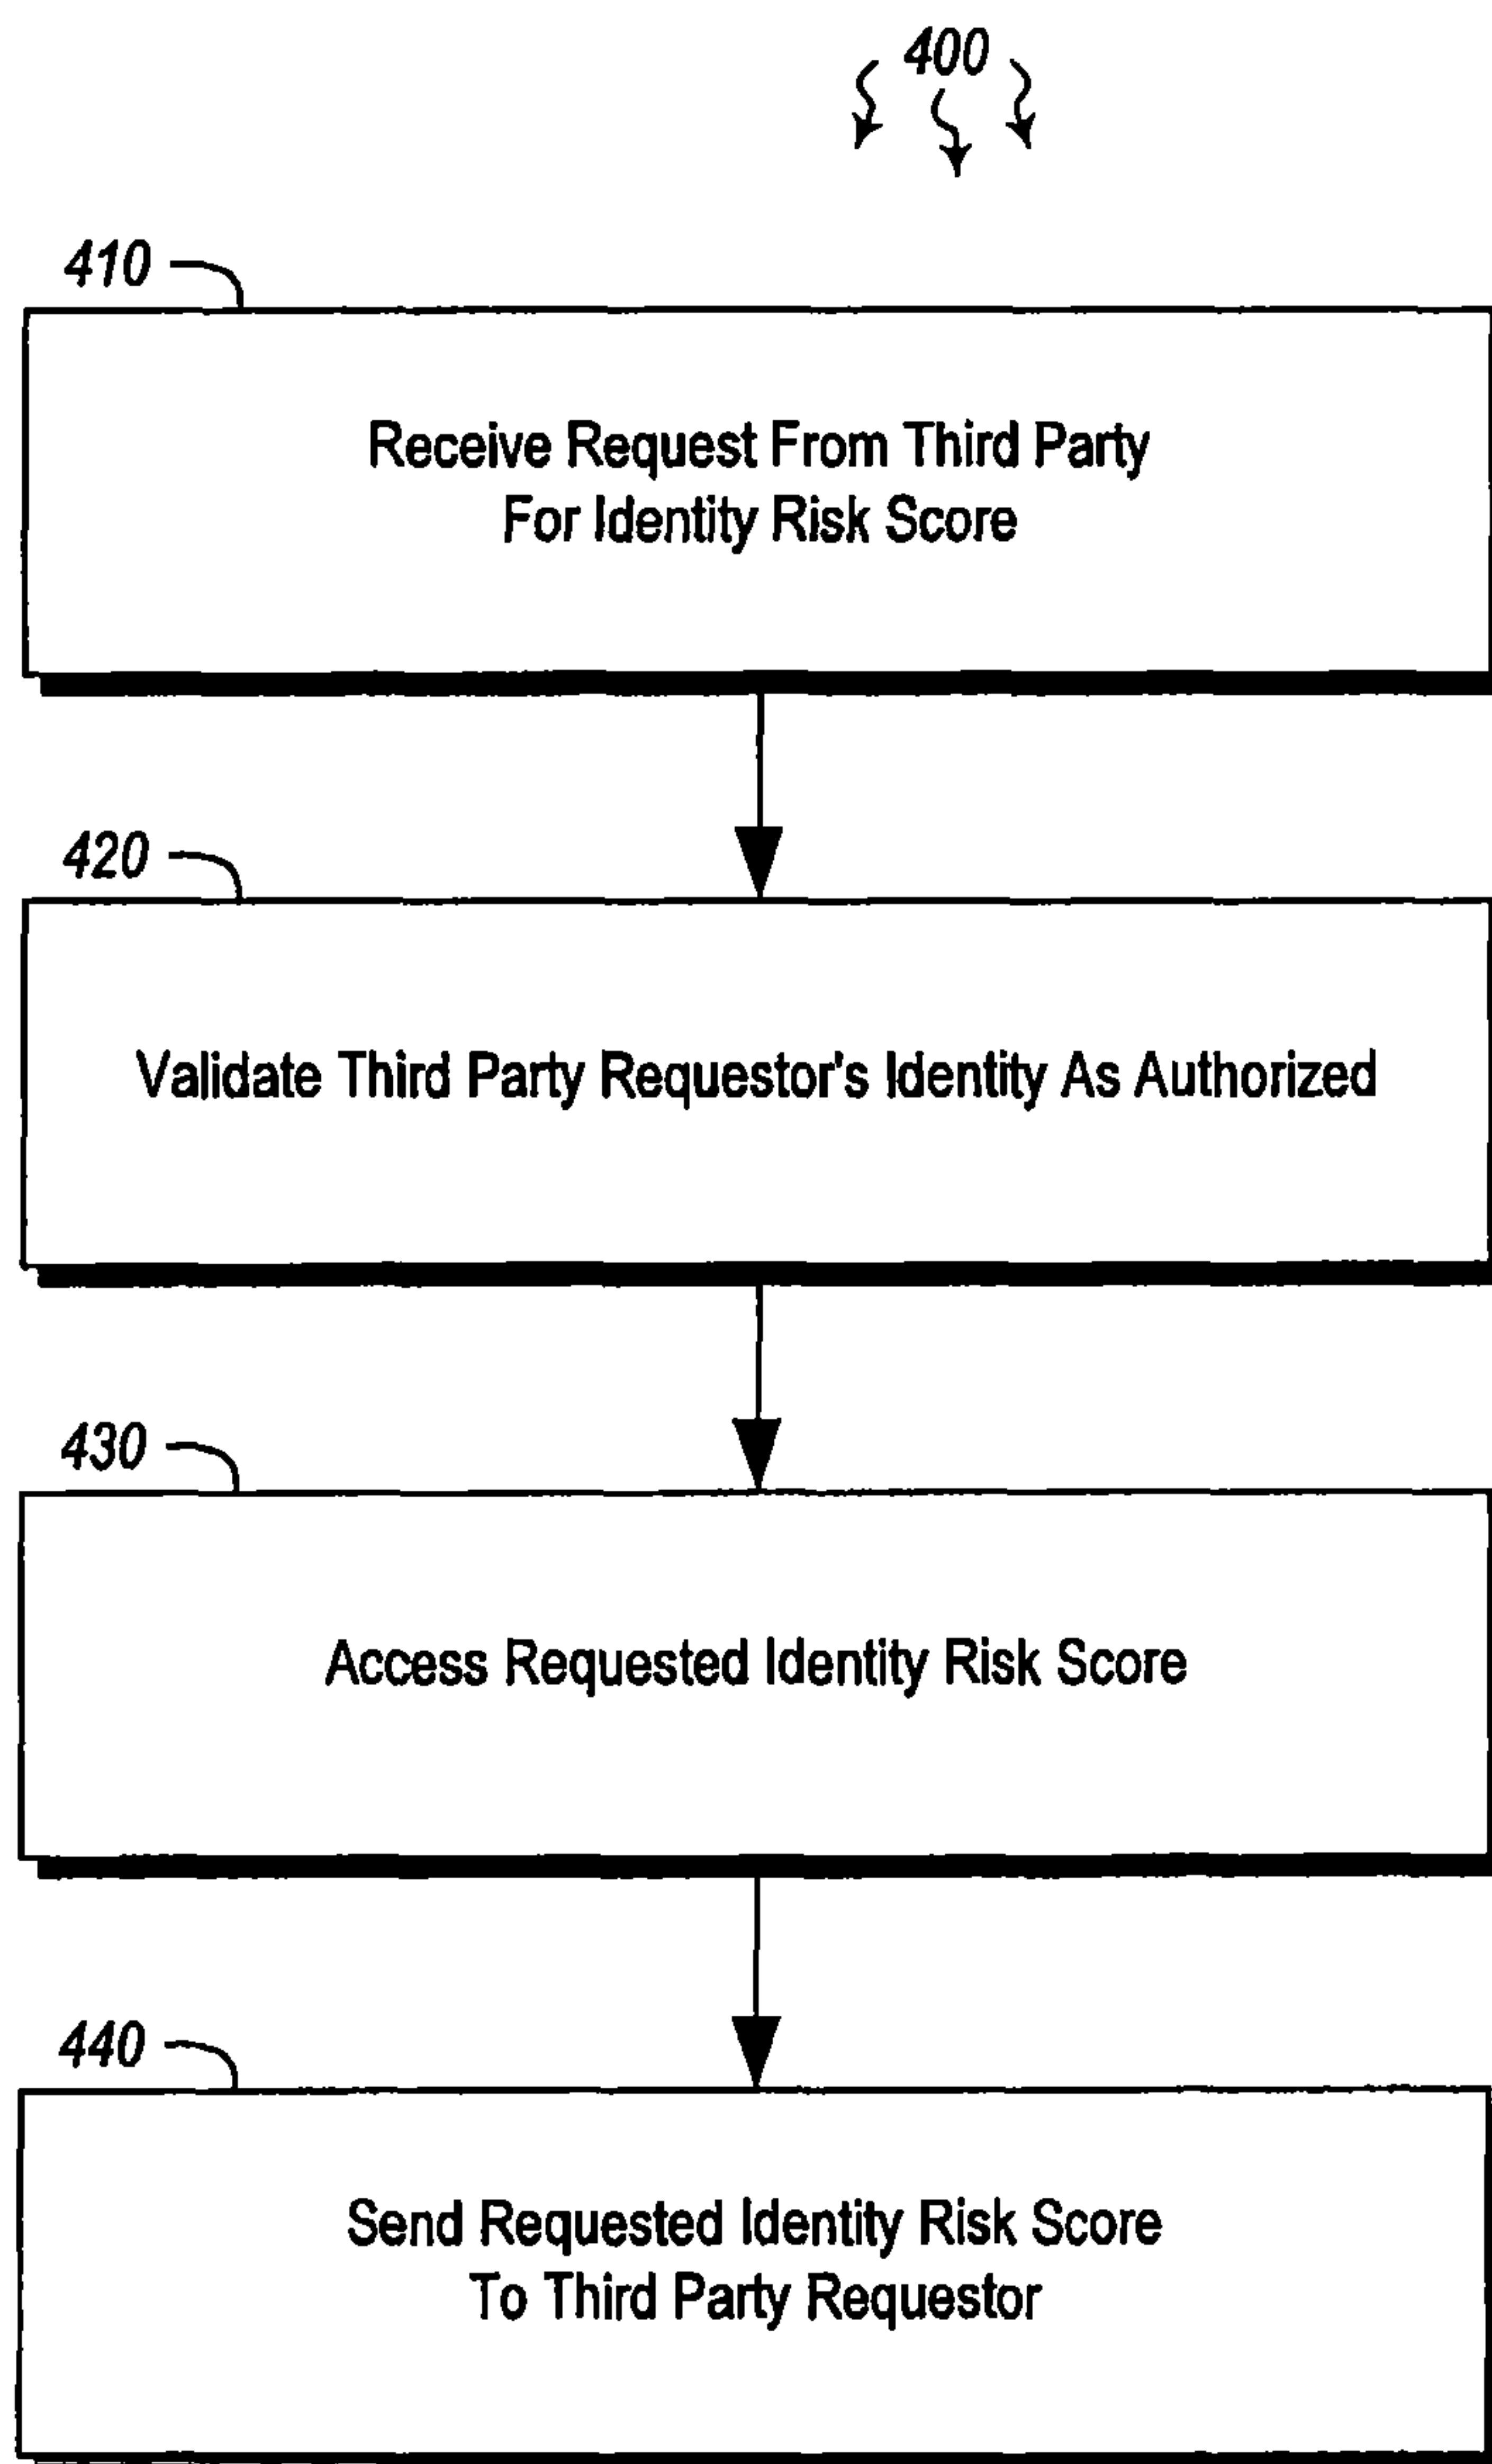 400
410
Receive Request From Third Party
For Identity Risk Score
420
Validate Third Party Requestor's Identity As Authorized
430
Access Requested Identity Risk Score
440
Send Requested Identity Risk Score
To Third Party Requestor